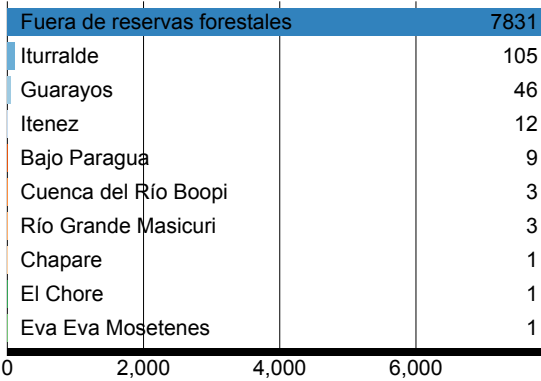 Fuera de reservas forestales 7831
Iturralde 105
Guarayos 46
Itenez 12
Bajo Paragua 9
Cuenca del Río Boopi 3
Río Grande Masicuri 3
Chapare 1
El Chore 1
Eva Eva Mosetenes 1
0 2,000 4,000 6,000